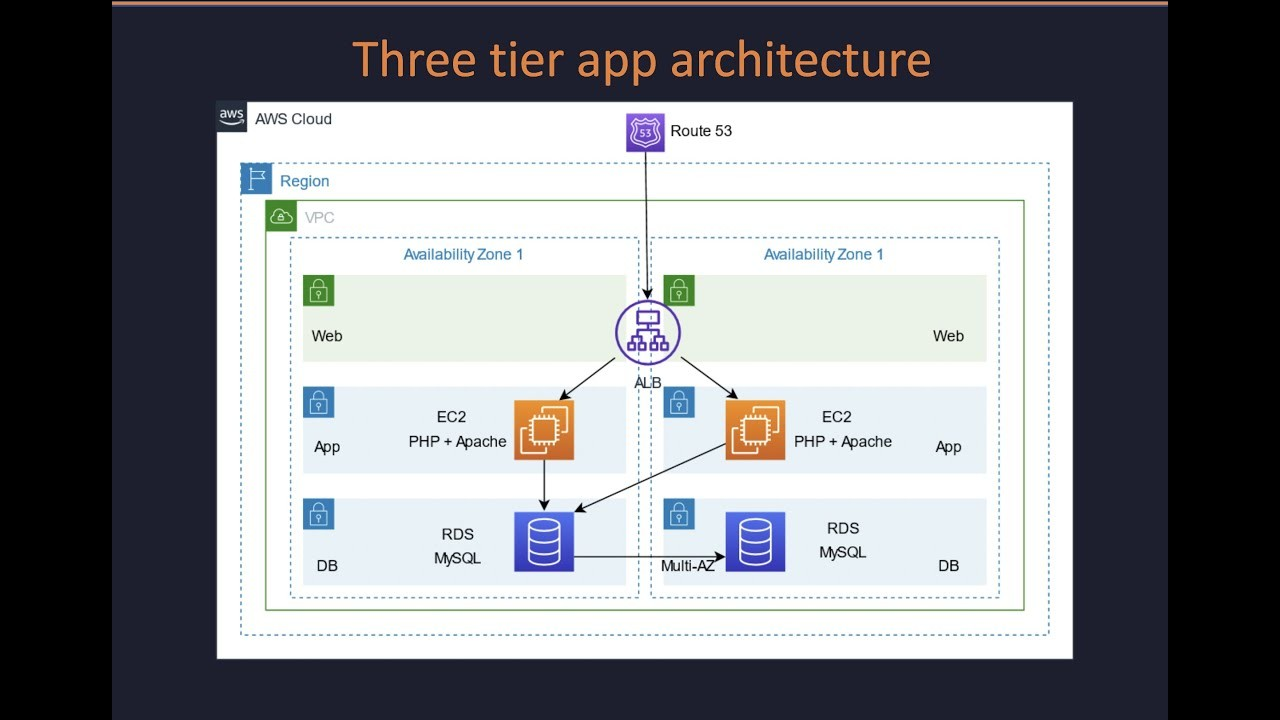 Three tier app architecture
aws
AWS Cloud
53
Route 53
Region
VPC
Availability Zone 1
Availability Zone 1
Web
Web
ALB
EC2
PHP + Apache
App
EC2
PHP + Apache
App
RDS
MySQL
DB
Multi-AZ
RDS
MySQL
DB